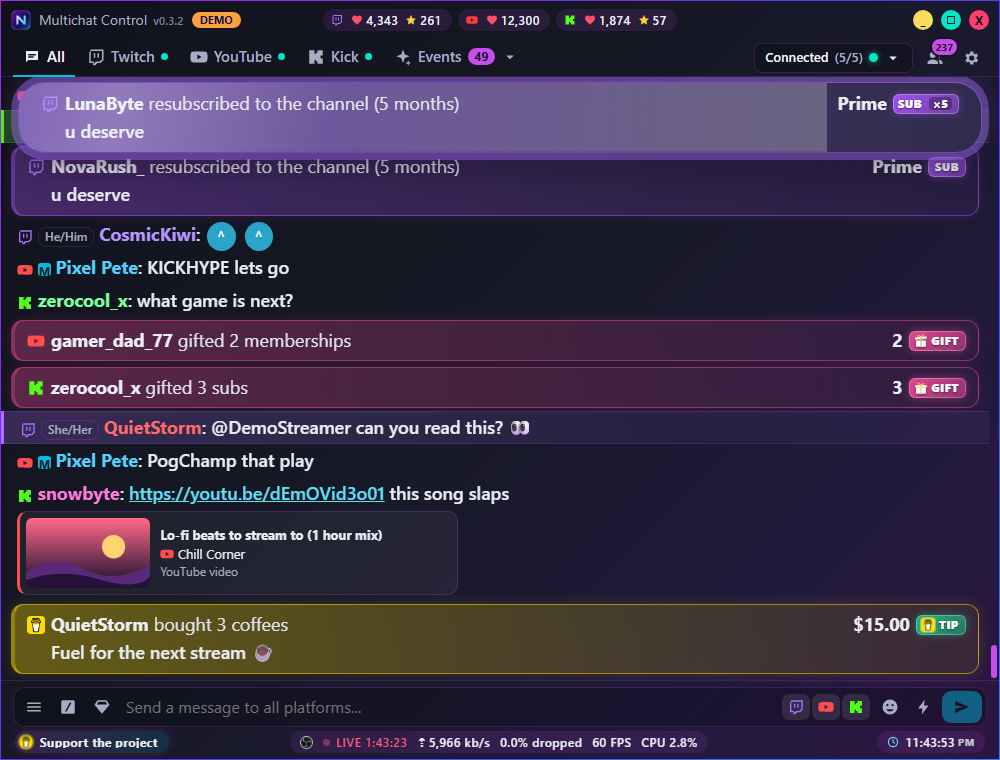 N Multichat Control v0.3.2 DEMO 4,343 261 12,300 1,874 57
All Twitch YouTube Kick Events 49 Connected (5/5) 237
LunaByte resubscribed to the channel (5 months) Prime SUB x5
u deserve
NovaRush_ resubscribed to the channel (5 months) Prime SUB
u deserve
He/Him CosmicKiwi: ^ ^
Pixel Pete: KICKHYPE lets go
zerocool_x: what game is next?
gamer_dad_77 gifted 2 memberships 2 GIFT
zerocool_x gifted 3 subs 3 GIFT
She/Her QuietStorm: @DemoStreamer can you read this? 👀
Pixel Pete: PogChamp that play
snowbyte: https://youtu.be/dEmOVid3o01 this song slaps
Lo-fi beats to stream to (1 hour mix)
Chill Corner
YouTube video
QuietStorm bought 3 coffees $15.00 TIP
Fuel for the next stream ☕
Send a message to all platforms...
Support the project LIVE 1:43:23 5,966 kb/s 0.0% dropped 60 FPS CPU 2.8% 11:43:53 PM